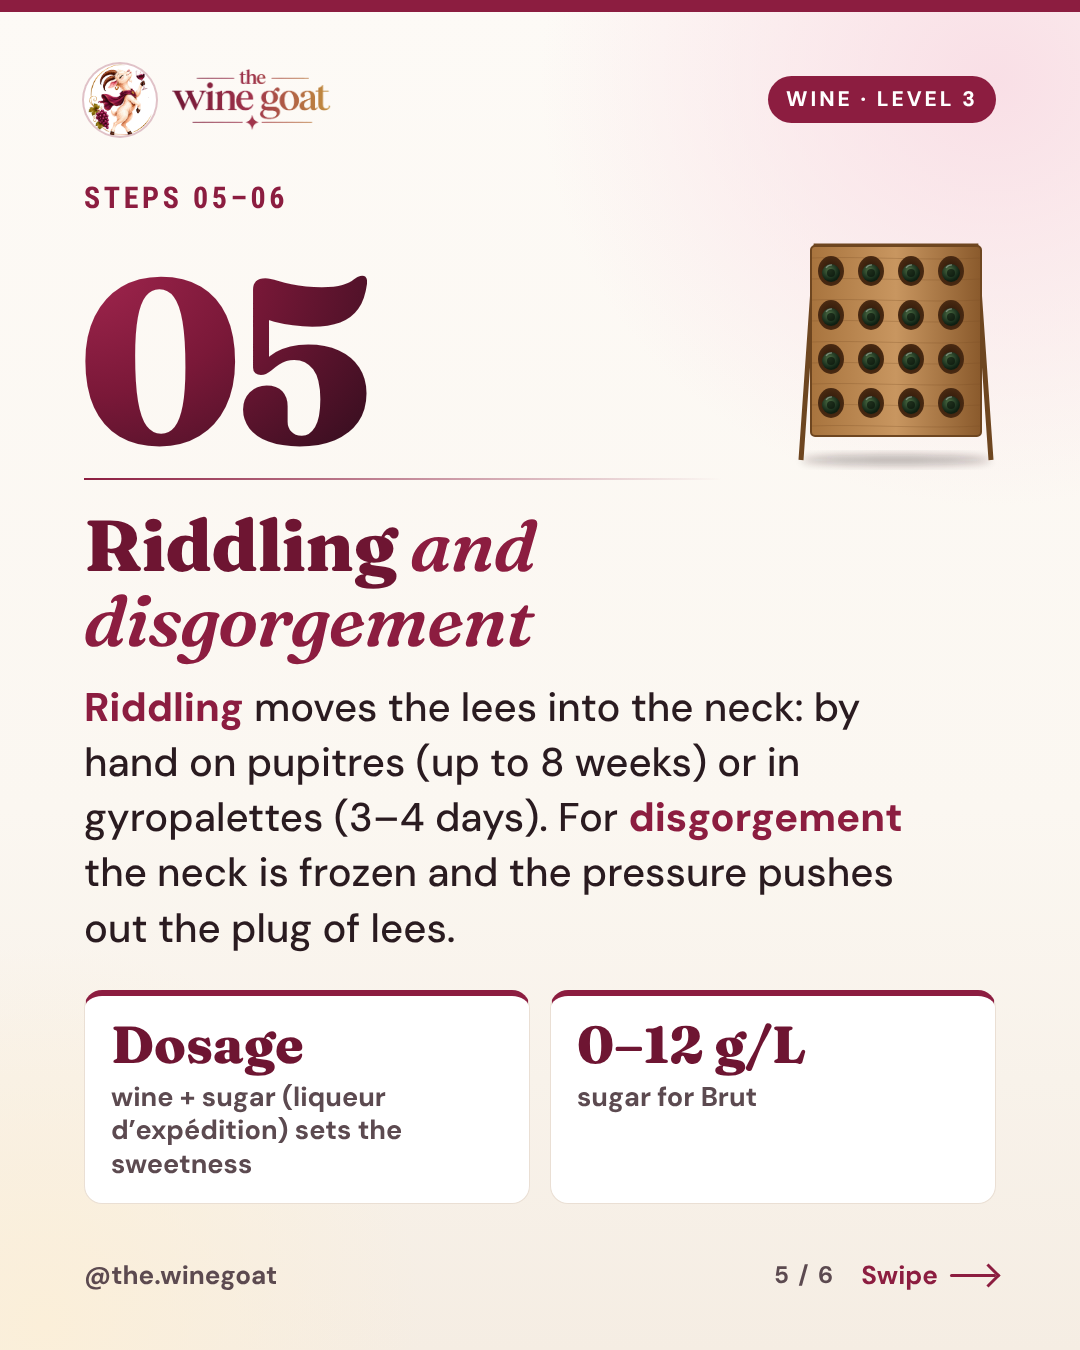 the
wine goat
WINE · LEVEL 3
STEPS 05–06
05
Riddling and
disgorgement
Riddling moves the lees into the neck: by
hand on pupitres (up to 8 weeks) or in
gyropalettes (3–4 days). For disgorgement
the neck is frozen and the pressure pushes
out the plug of lees.
Dosage
wine + sugar (liqueur
d’expédition) sets the
sweetness
0–12 g/L
sugar for Brut
@the.winegoat
5 / 6 Swipe